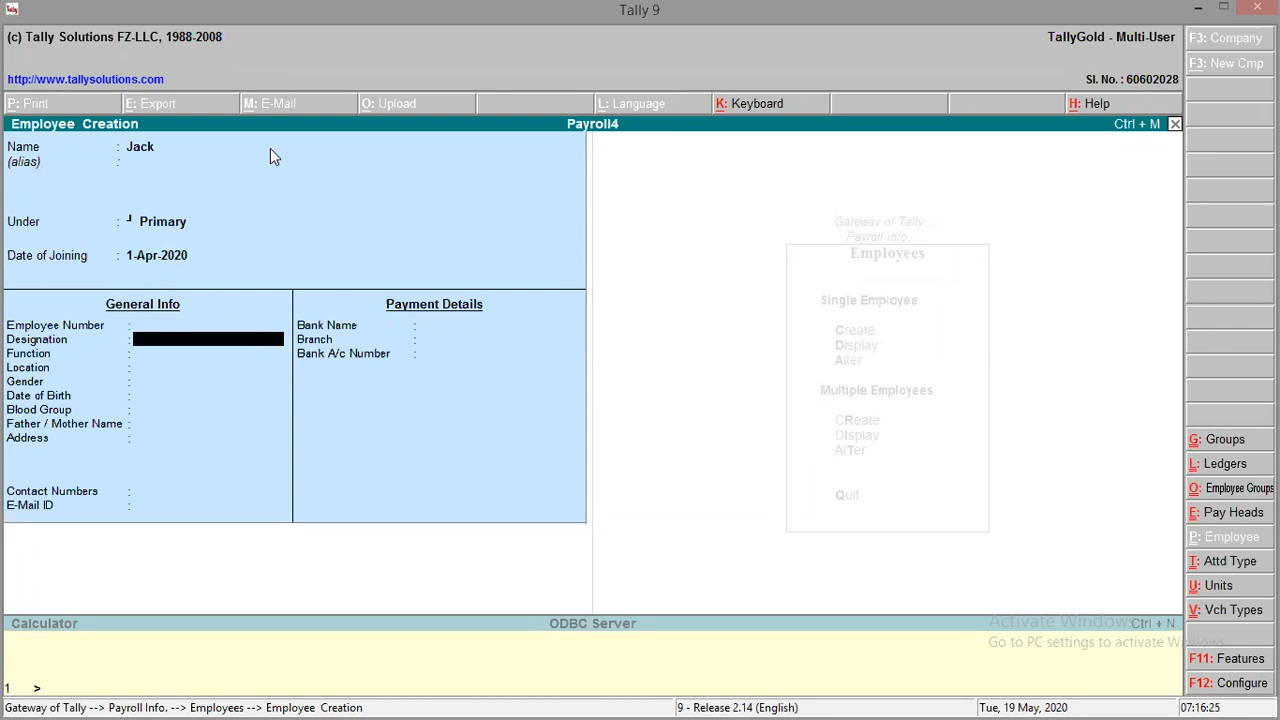 Tally
Tally 9
(c) Tally Solutions FZ-LLC, 1988-2008
TallyGold - Multi-User
http://www.tallysolutions.com
Sl. No.: 60602028
P: Print
E: Export
M: E-Mail
O: Upload
L: Language
K: Keyboard
H: Help
F3: Company
F3: New Cmp
Employee Creation
Payroll4
Ctrl + M
Name : Jack
(alias) :
Under : Primary
Date of Joining : 1-Apr-2020
General Info
Employee Number :
Designation :
Function :
Location :
Gender :
Date of Birth :
Blood Group :
Father / Mother Name :
Address :
Contact Numbers :
E-Mail ID :
Payment Details
Bank Name :
Branch :
Bank A/c Number :
Gateway of Tally ....
Payroll Info. ....
Employees
Single Employee
Create
Display
Alter
Multiple Employees
CReate
DIsplay
AlTer
Quit
G: Groups
L: Ledgers
O: Employee Groups
E: Pay Heads
P: Employee
T: Attd Type
U: Units
V: Vch Types
F11: Features
F12: Configure
Calculator
ODBC Server
Ctrl + N
Activate Windows
Go to PC settings to activate Windows.
1 >
Gateway of Tally --> Payroll Info. --> Employees --> Employee Creation
9 - Release 2.14 (English)
Tue, 19 May, 2020
07:16:25